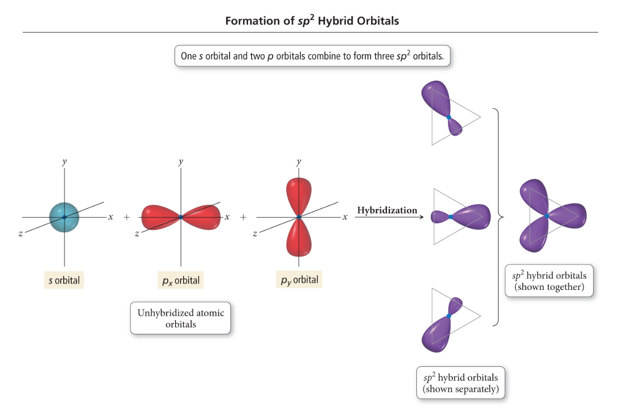 Formation of sp² Hybrid Orbitals
One s orbital and two p orbitals combine to form three sp² orbitals.
y
y
y
x
+
x
+
x
Hybridization
z
z
z
s orbital
pₓ orbital
p_y orbital
Unhybridized atomic
orbitals
sp² hybrid orbitals
(shown together)
sp² hybrid orbitals
(shown separately)